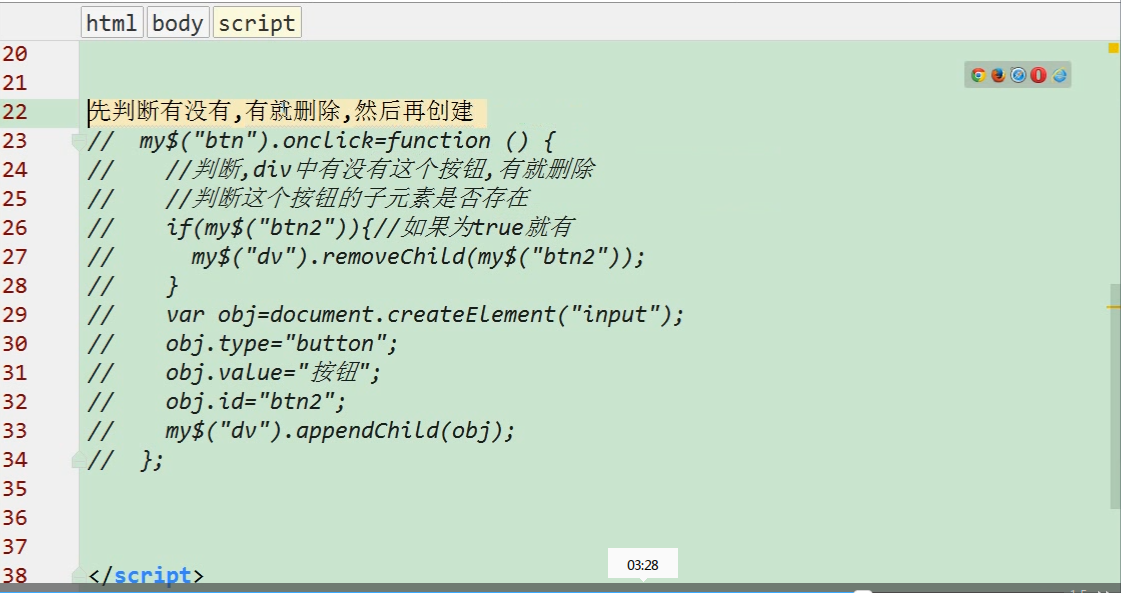 html body script
20
21
22 先判断有没有,有就删除,然后再创建
23 // my$("btn").onclick=function () {
24 // //判断,div中有没有这个按钮,有就删除
25 // //判断这个按钮的子元素是否存在
26 // if(my$("btn2")){//如果为true就有
27 // my$("dv").removeChild(my$("btn2"));
28 // }
29 // var obj=document.createElement("input");
30 // obj.type="button";
31 // obj.value="按钮";
32 // obj.id="btn2";
33 // my$("dv").appendChild(obj);
34 // };
35
36
37
38 </script>
03:28